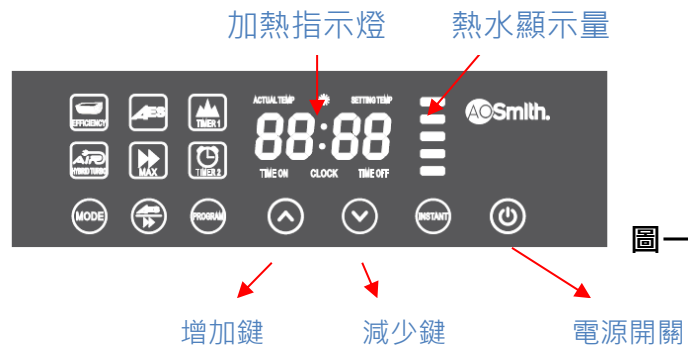 加熱指示燈 熱水顯示量
ACTUAL TEMP SETTING TEMP
AOSmith.
EFFICIENCY AES TIMER 1
88:88
TIME ON CLOCK TIME OFF
HYBRID TURBO MAX TIMER 2
MODE PROGRAM INSTANT
圖一
增加鍵 減少鍵 電源開關